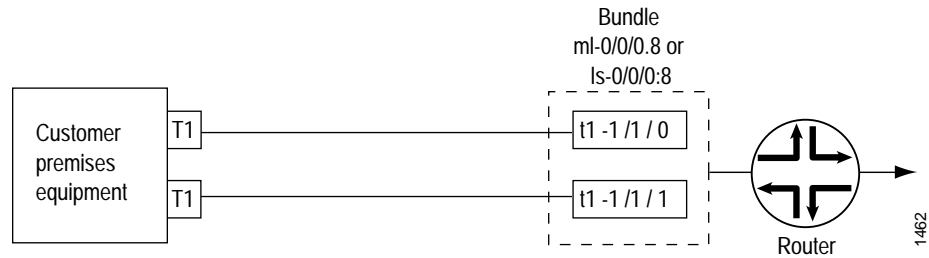 Bundle
ml-0/0/0.8 or
ls-0/0/0:8
Customer
premises
equipment
T1
T1
t1 -1 /1 / 0
t1 -1 /1 / 1
Router
1462